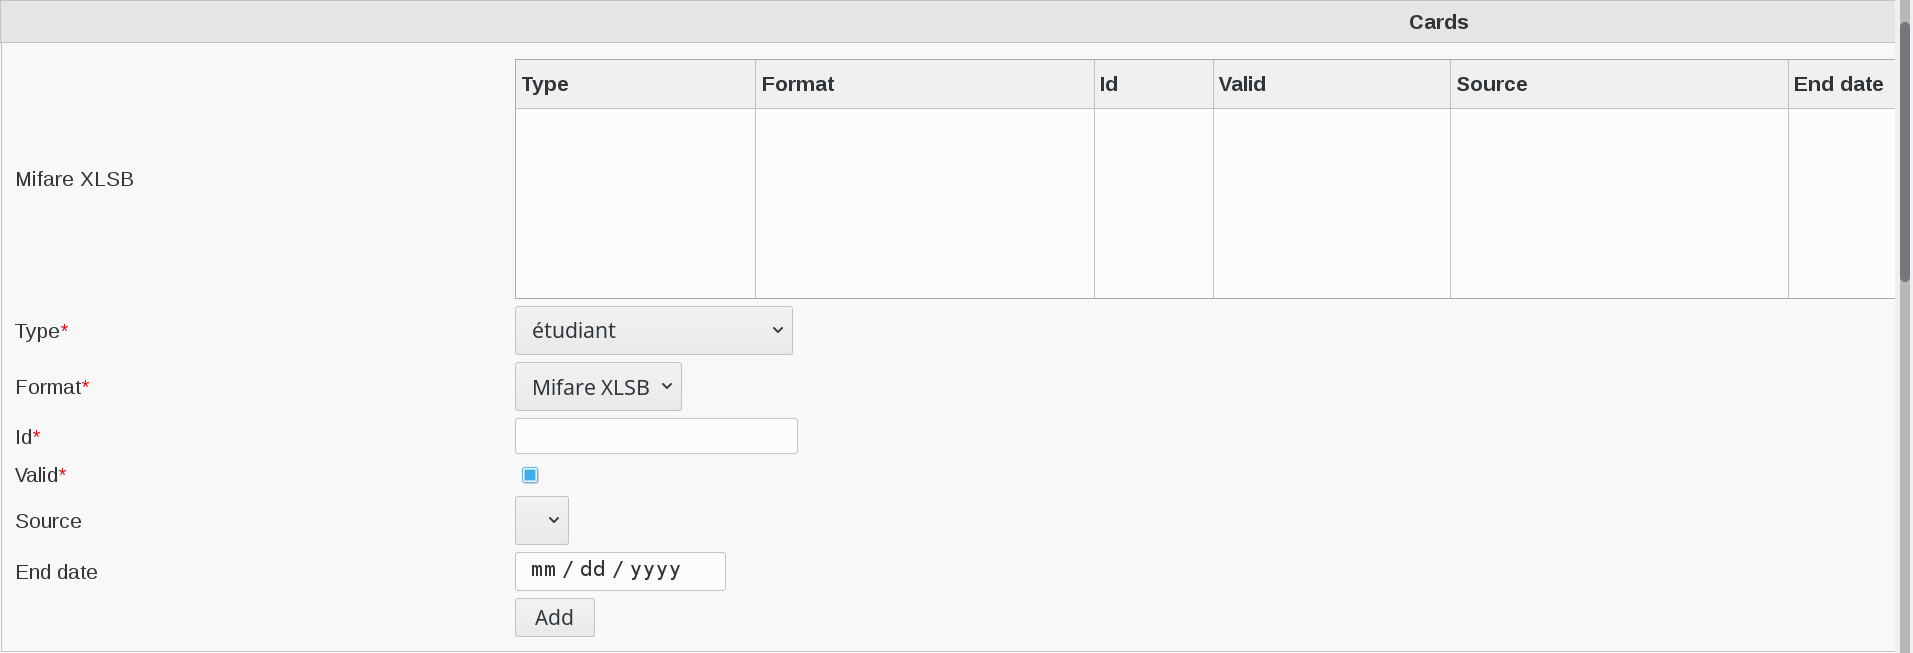 Cards
Type Format Id Valid Source End date
Mifare XLSB
Type* étudiant
Format* Mifare XLSB
Id*
Valid*
Source
End date mm / dd / yyyy
Add